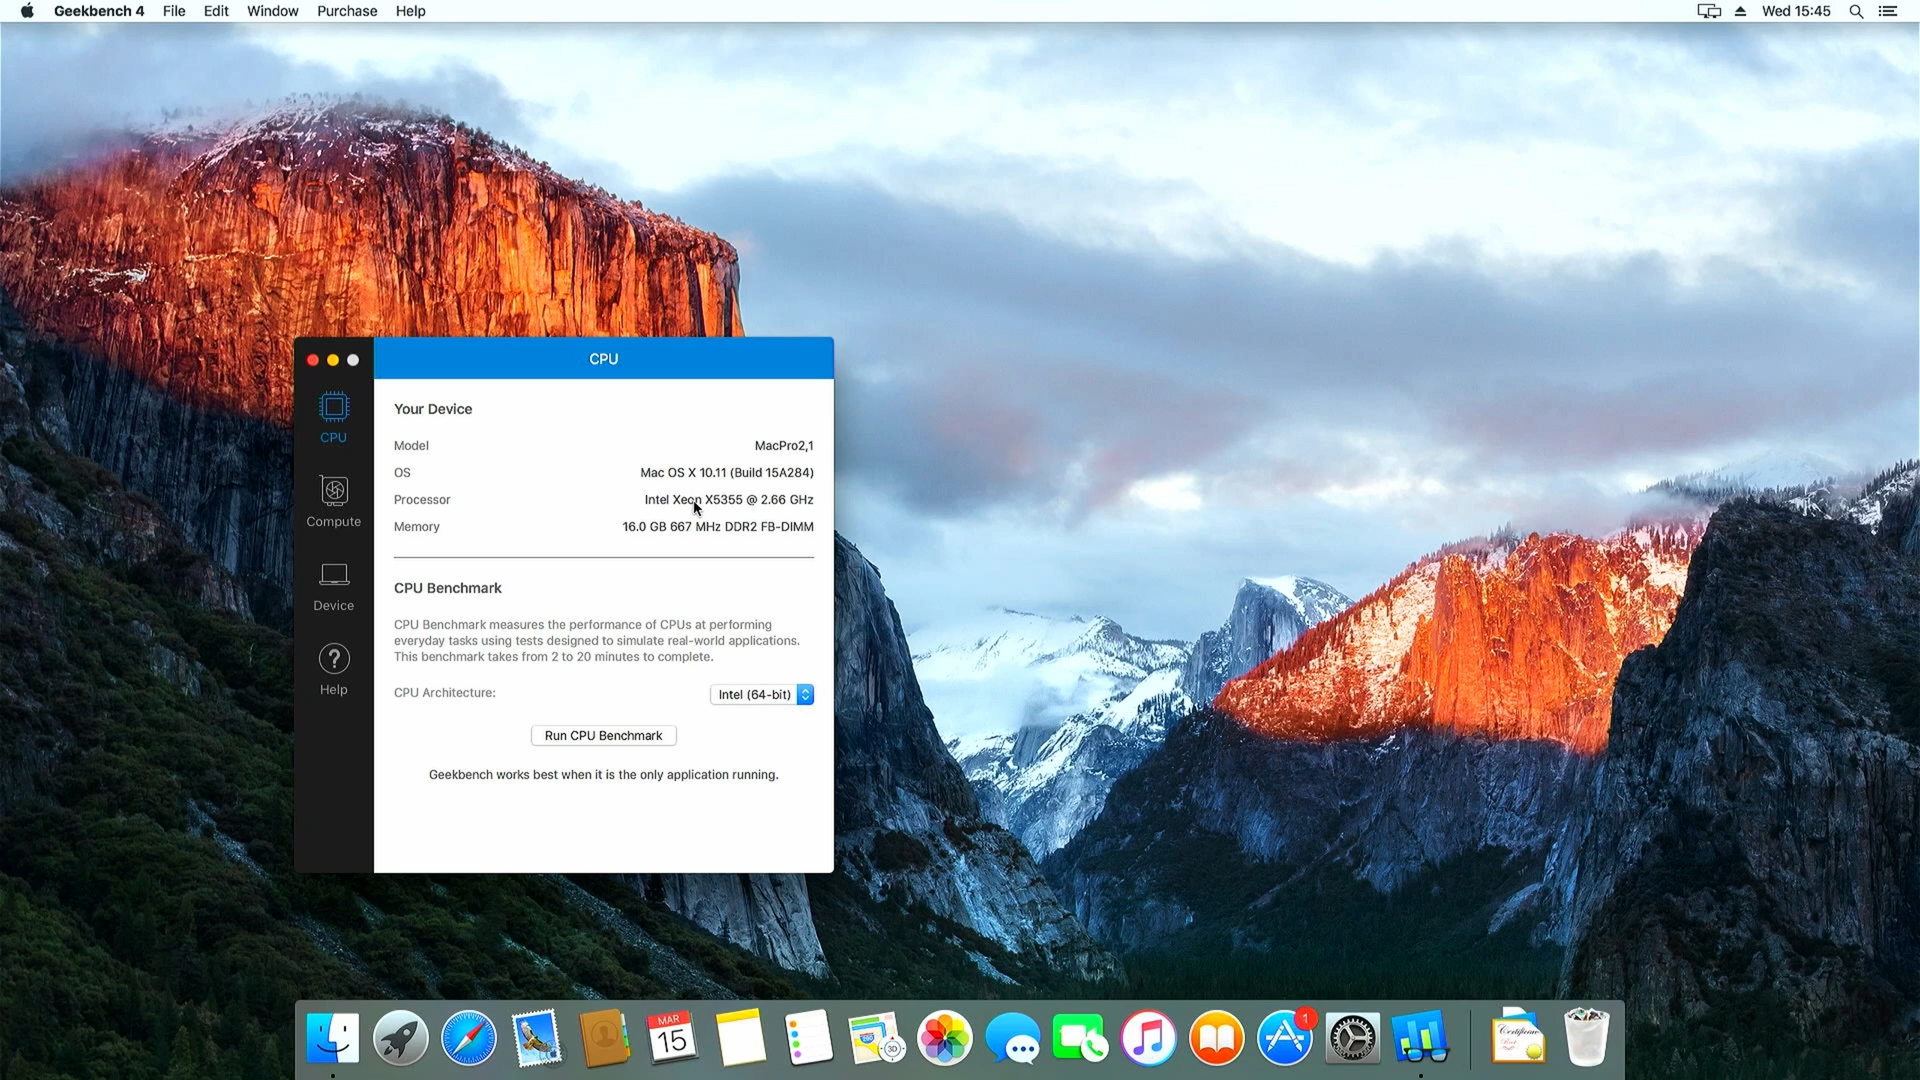 Geekbench 4 File Edit Window Purchase Help
Wed 15:45
CPU
CPU
Compute
Device
Help
Your Device
Model MacPro2,1
OS Mac OS X 10.11 (Build 15A284)
Processor Intel Xeon X5355 @ 2.66 GHz
Memory 16.0 GB 667 MHz DDR2 FB-DIMM
CPU Benchmark
CPU Benchmark measures the performance of CPUs at performing
everyday tasks using tests designed to simulate real-world applications.
This benchmark takes from 2 to 20 minutes to complete.
CPU Architecture: Intel (64-bit)
Run CPU Benchmark
Geekbench works best when it is the only application running.
MAR
15
3D
1